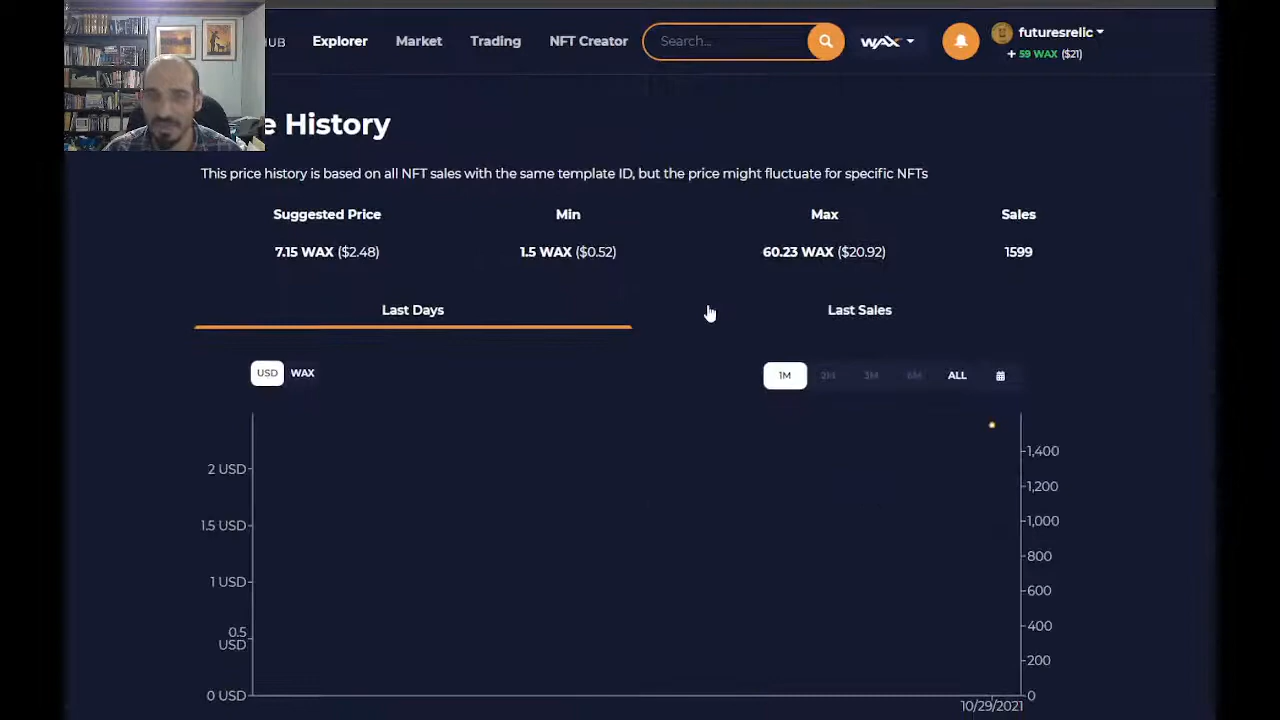 HUB Explorer Market Trading NFT Creator Search... WAX futuresrelic
+ 59 WAX ($21)
e History
This price history is based on all NFT sales with the same template ID, but the price might fluctuate for specific NFTs
Suggested Price Min Max Sales
7.15 WAX ($2.48) 1.5 WAX ($0.52) 60.23 WAX ($20.92) 1599
Last Days Last Sales
USD WAX 1M 2M 3M 6M ALL
1,400
2 USD
1,200
1.5 USD 1,000
800
1 USD
600
0.5
USD
400
200
0 USD 0
10/29/2021